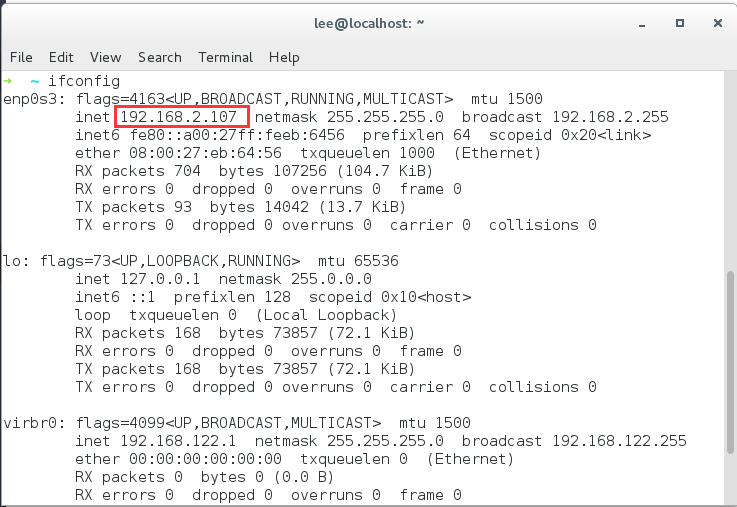 lee@localhost: ~
File Edit View Search Terminal Help
➜ ~ ifconfig
enp0s3: flags=4163<UP,BROADCAST,RUNNING,MULTICAST>  mtu 1500
        inet 192.168.2.107  netmask 255.255.255.0  broadcast 192.168.2.255
        inet6 fe80::a00:27ff:feeb:6456  prefixlen 64  scopeid 0x20<link>
        ether 08:00:27:eb:64:56  txqueuelen 1000  (Ethernet)
        RX packets 704  bytes 107256 (104.7 KiB)
        RX errors 0  dropped 0  overruns 0  frame 0
        TX packets 93  bytes 14042 (13.7 KiB)
        TX errors 0  dropped 0 overruns 0  carrier 0  collisions 0
lo: flags=73<UP,LOOPBACK,RUNNING>  mtu 65536
        inet 127.0.0.1  netmask 255.0.0.0
        inet6 ::1  prefixlen 128  scopeid 0x10<host>
        loop  txqueuelen 0  (Local Loopback)
        RX packets 168  bytes 73857 (72.1 KiB)
        RX errors 0  dropped 0  overruns 0  frame 0
        TX packets 168  bytes 73857 (72.1 KiB)
        TX errors 0  dropped 0 overruns 0  carrier 0  collisions 0
virbr0: flags=4099<UP,BROADCAST,MULTICAST>  mtu 1500
        inet 192.168.122.1  netmask 255.255.255.0  broadcast 192.168.122.255
        ether 00:00:00:00:00:00  txqueuelen 0  (Ethernet)
        RX packets 0  bytes 0 (0.0 B)
        RX errors 0  dropped 0  overruns 0  frame 0